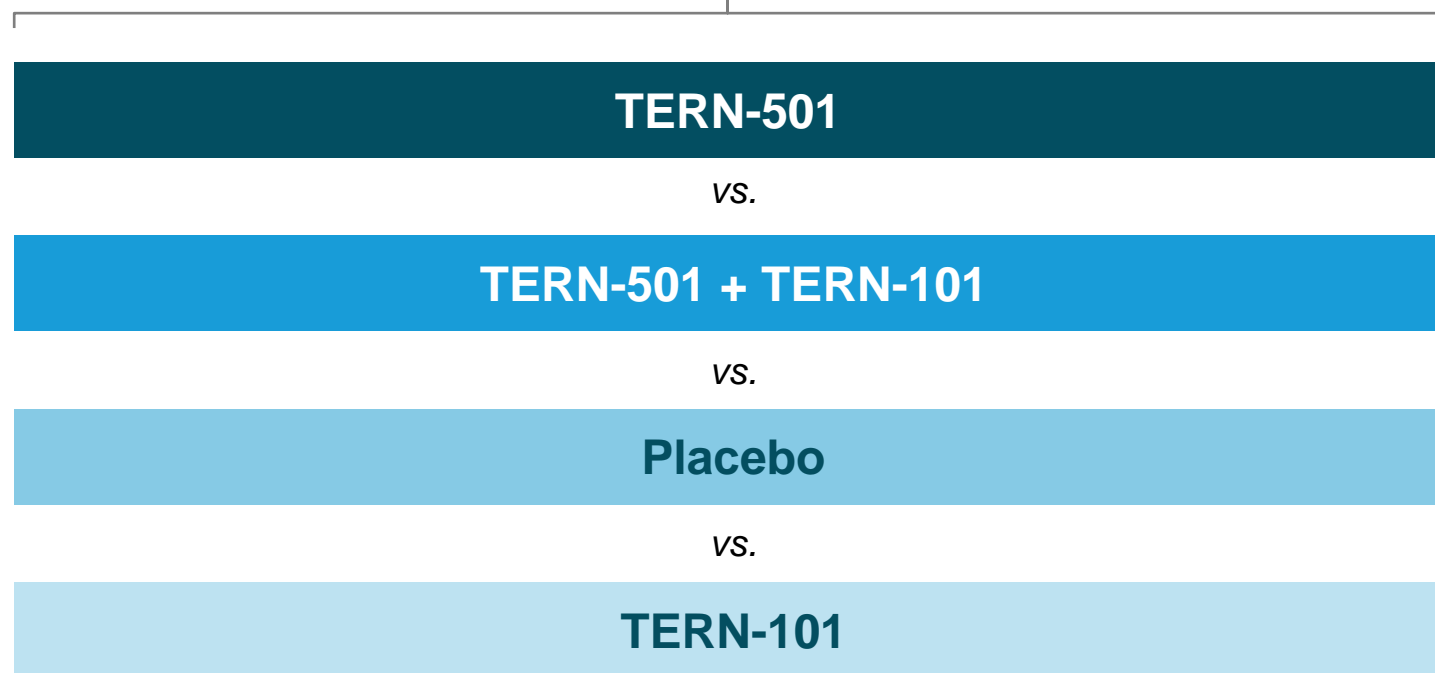 TERN-501
vs.
TERN-501 + TERN-101
vs.
Placebo
vs.
TERN-101